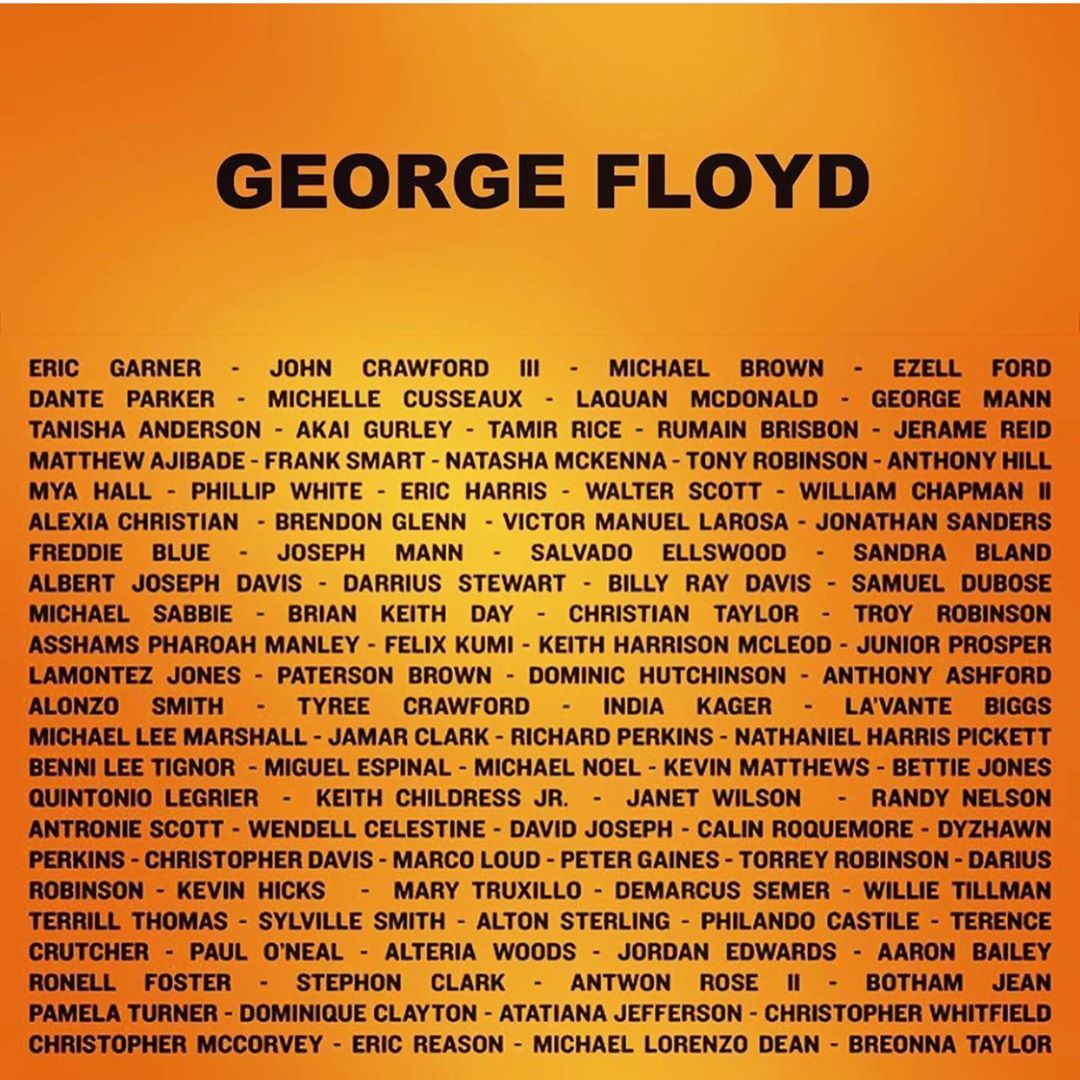 GEORGE FLOYD
ERIC GARNER - JOHN CRAWFORD III - MICHAEL BROWN - EZELL FORD
DANTE PARKER - MICHELLE CUSSEAUX - LAQUAN MCDONALD - GEORGE MANN
TANISHA ANDERSON - AKAI GURLEY - TAMIR RICE - RUMAIN BRISBON - JERAME REID
MATTHEW AJIBADE - FRANK SMART - NATASHA MCKENNA - TONY ROBINSON - ANTHONY HILL
MYA HALL - PHILLIP WHITE - ERIC HARRIS - WALTER SCOTT - WILLIAM CHAPMAN II
ALEXIA CHRISTIAN - BRENDON GLENN - VICTOR MANUEL LAROSA - JONATHAN SANDERS
FREDDIE BLUE - JOSEPH MANN - SALVADO ELLSWOOD - SANDRA BLAND
ALBERT JOSEPH DAVIS - DARRIUS STEWART - BILLY RAY DAVIS - SAMUEL DUBOSE
MICHAEL SABBIE - BRIAN KEITH DAY - CHRISTIAN TAYLOR - TROY ROBINSON
ASSHAMS PHAROAH MANLEY - FELIX KUMI - KEITH HARRISON MCLEOD - JUNIOR PROSPER
LAMONTEZ JONES - PATERSON BROWN - DOMINIC HUTCHINSON - ANTHONY ASHFORD
ALONZO SMITH - TYREE CRAWFORD - INDIA KAGER - LA'VANTE BIGGS
MICHAEL LEE MARSHALL - JAMAR CLARK - RICHARD PERKINS - NATHANIEL HARRIS PICKETT
BENNI LEE TIGNOR - MIGUEL ESPINAL - MICHAEL NOEL - KEVIN MATTHEWS - BETTIE JONES
QUINTONIO LEGRIER - KEITH CHILDRESS JR. - JANET WILSON - RANDY NELSON
ANTRONIE SCOTT - WENDELL CELESTINE - DAVID JOSEPH - CALIN ROQUEMORE - DYZHAWN
PERKINS - CHRISTOPHER DAVIS - MARCO LOUD - PETER GAINES - TORREY ROBINSON - DARIUS
ROBINSON - KEVIN HICKS - MARY TRUXILLO - DEMARCUS SEMER - WILLIE TILLMAN
TERRILL THOMAS - SYLVILLE SMITH - ALTON STERLING - PHILANDO CASTILE - TERENCE
CRUTCHER - PAUL O'NEAL - ALTERIA WOODS - JORDAN EDWARDS - AARON BAILEY
RONELL FOSTER - STEPHON CLARK - ANTWON ROSE II - BOTHAM JEAN
PAMELA TURNER - DOMINIQUE CLAYTON - ATATIANA JEFFERSON - CHRISTOPHER WHITFIELD
CHRISTOPHER MCCORVEY - ERIC REASON - MICHAEL LORENZO DEAN - BREONNA TAYLOR